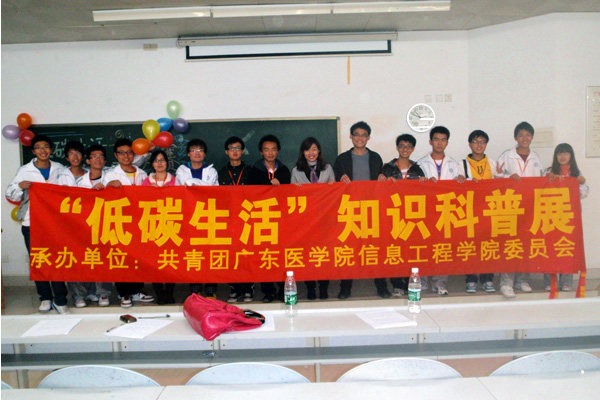 “低碳生活”知识科普展
承办单位：共青团广东医学院信息工程学院委员会